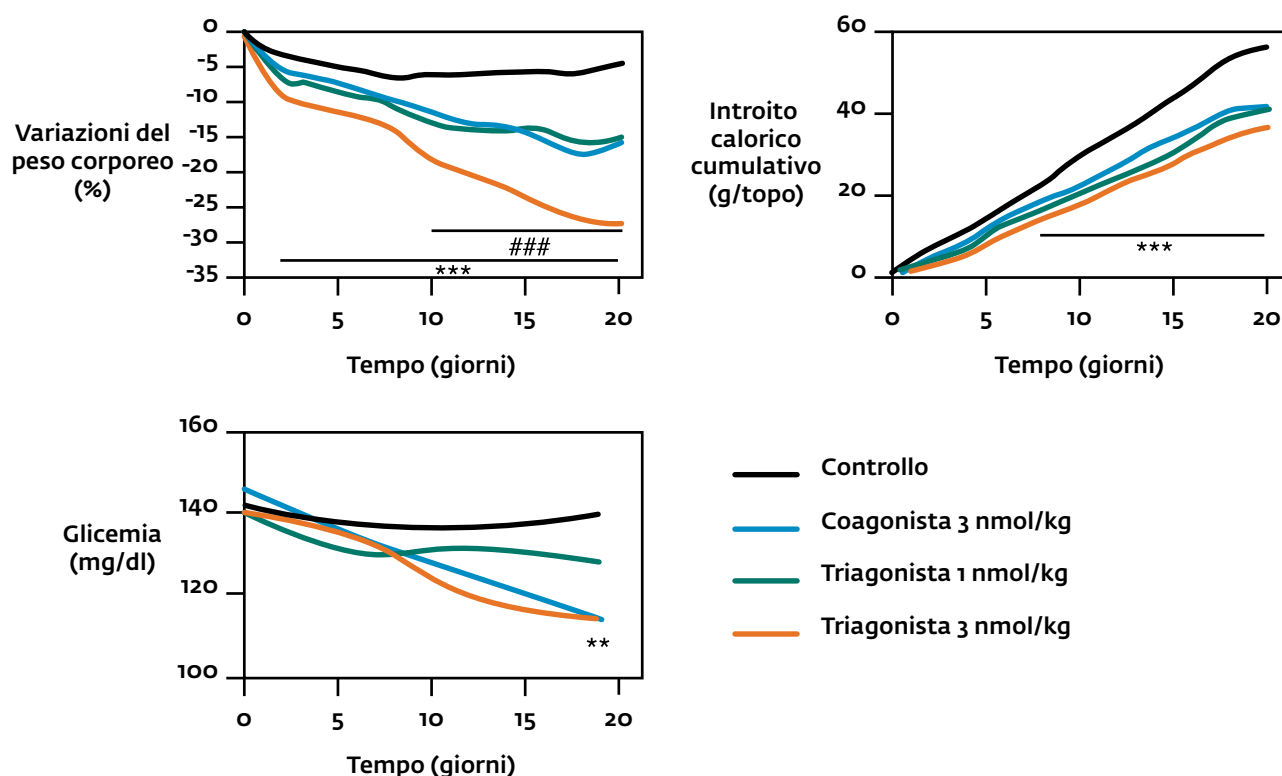 Variazioni del
peso corporeo
(%)
0
-5
-10
-15
-20
-25
-30
-35
###
***
0 5 10 15 20
Tempo (giorni)
Introito
calorico
cumulativo
(g/topo)
60
40
20
0
***
0 5 10 15 20
Tempo (giorni)
Glicemia
(mg/dl)
160
140
120
100
**
0 5 10 15 20
Tempo (giorni)
Controllo
Coagonista 3 nmol/kg
Triagonista 1 nmol/kg
Triagonista 3 nmol/kg